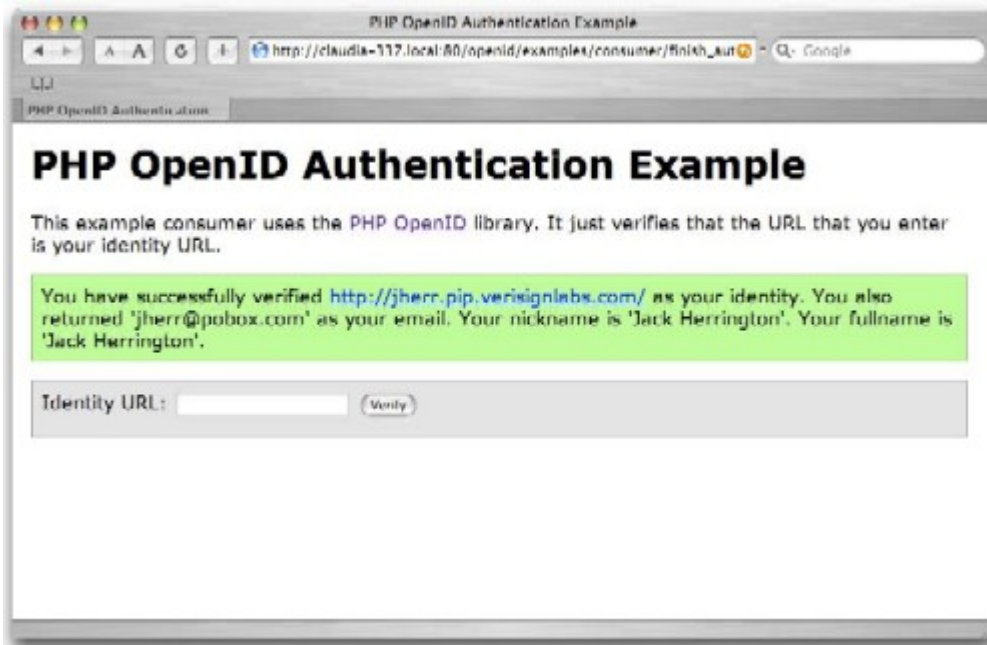 PHP OpenID Authentication Example
A A
http://claudia-117.local:80/openid/examples/consumer/finish_aut
Google
PHP OpenID Authentication
PHP OpenID Authentication Example
This example consumer uses the PHP OpenID library. It just verifies that the URL that you enter
is your identity URL.
You have successfully verified http://jherr.pip.verisignlabs.com/ as your identity. You also
returned 'jherr@pobox.com' as your email. Your nickname is 'Jack Herrington'. Your fullname is
'Jack Herrington'.
Identity URL:
Verify